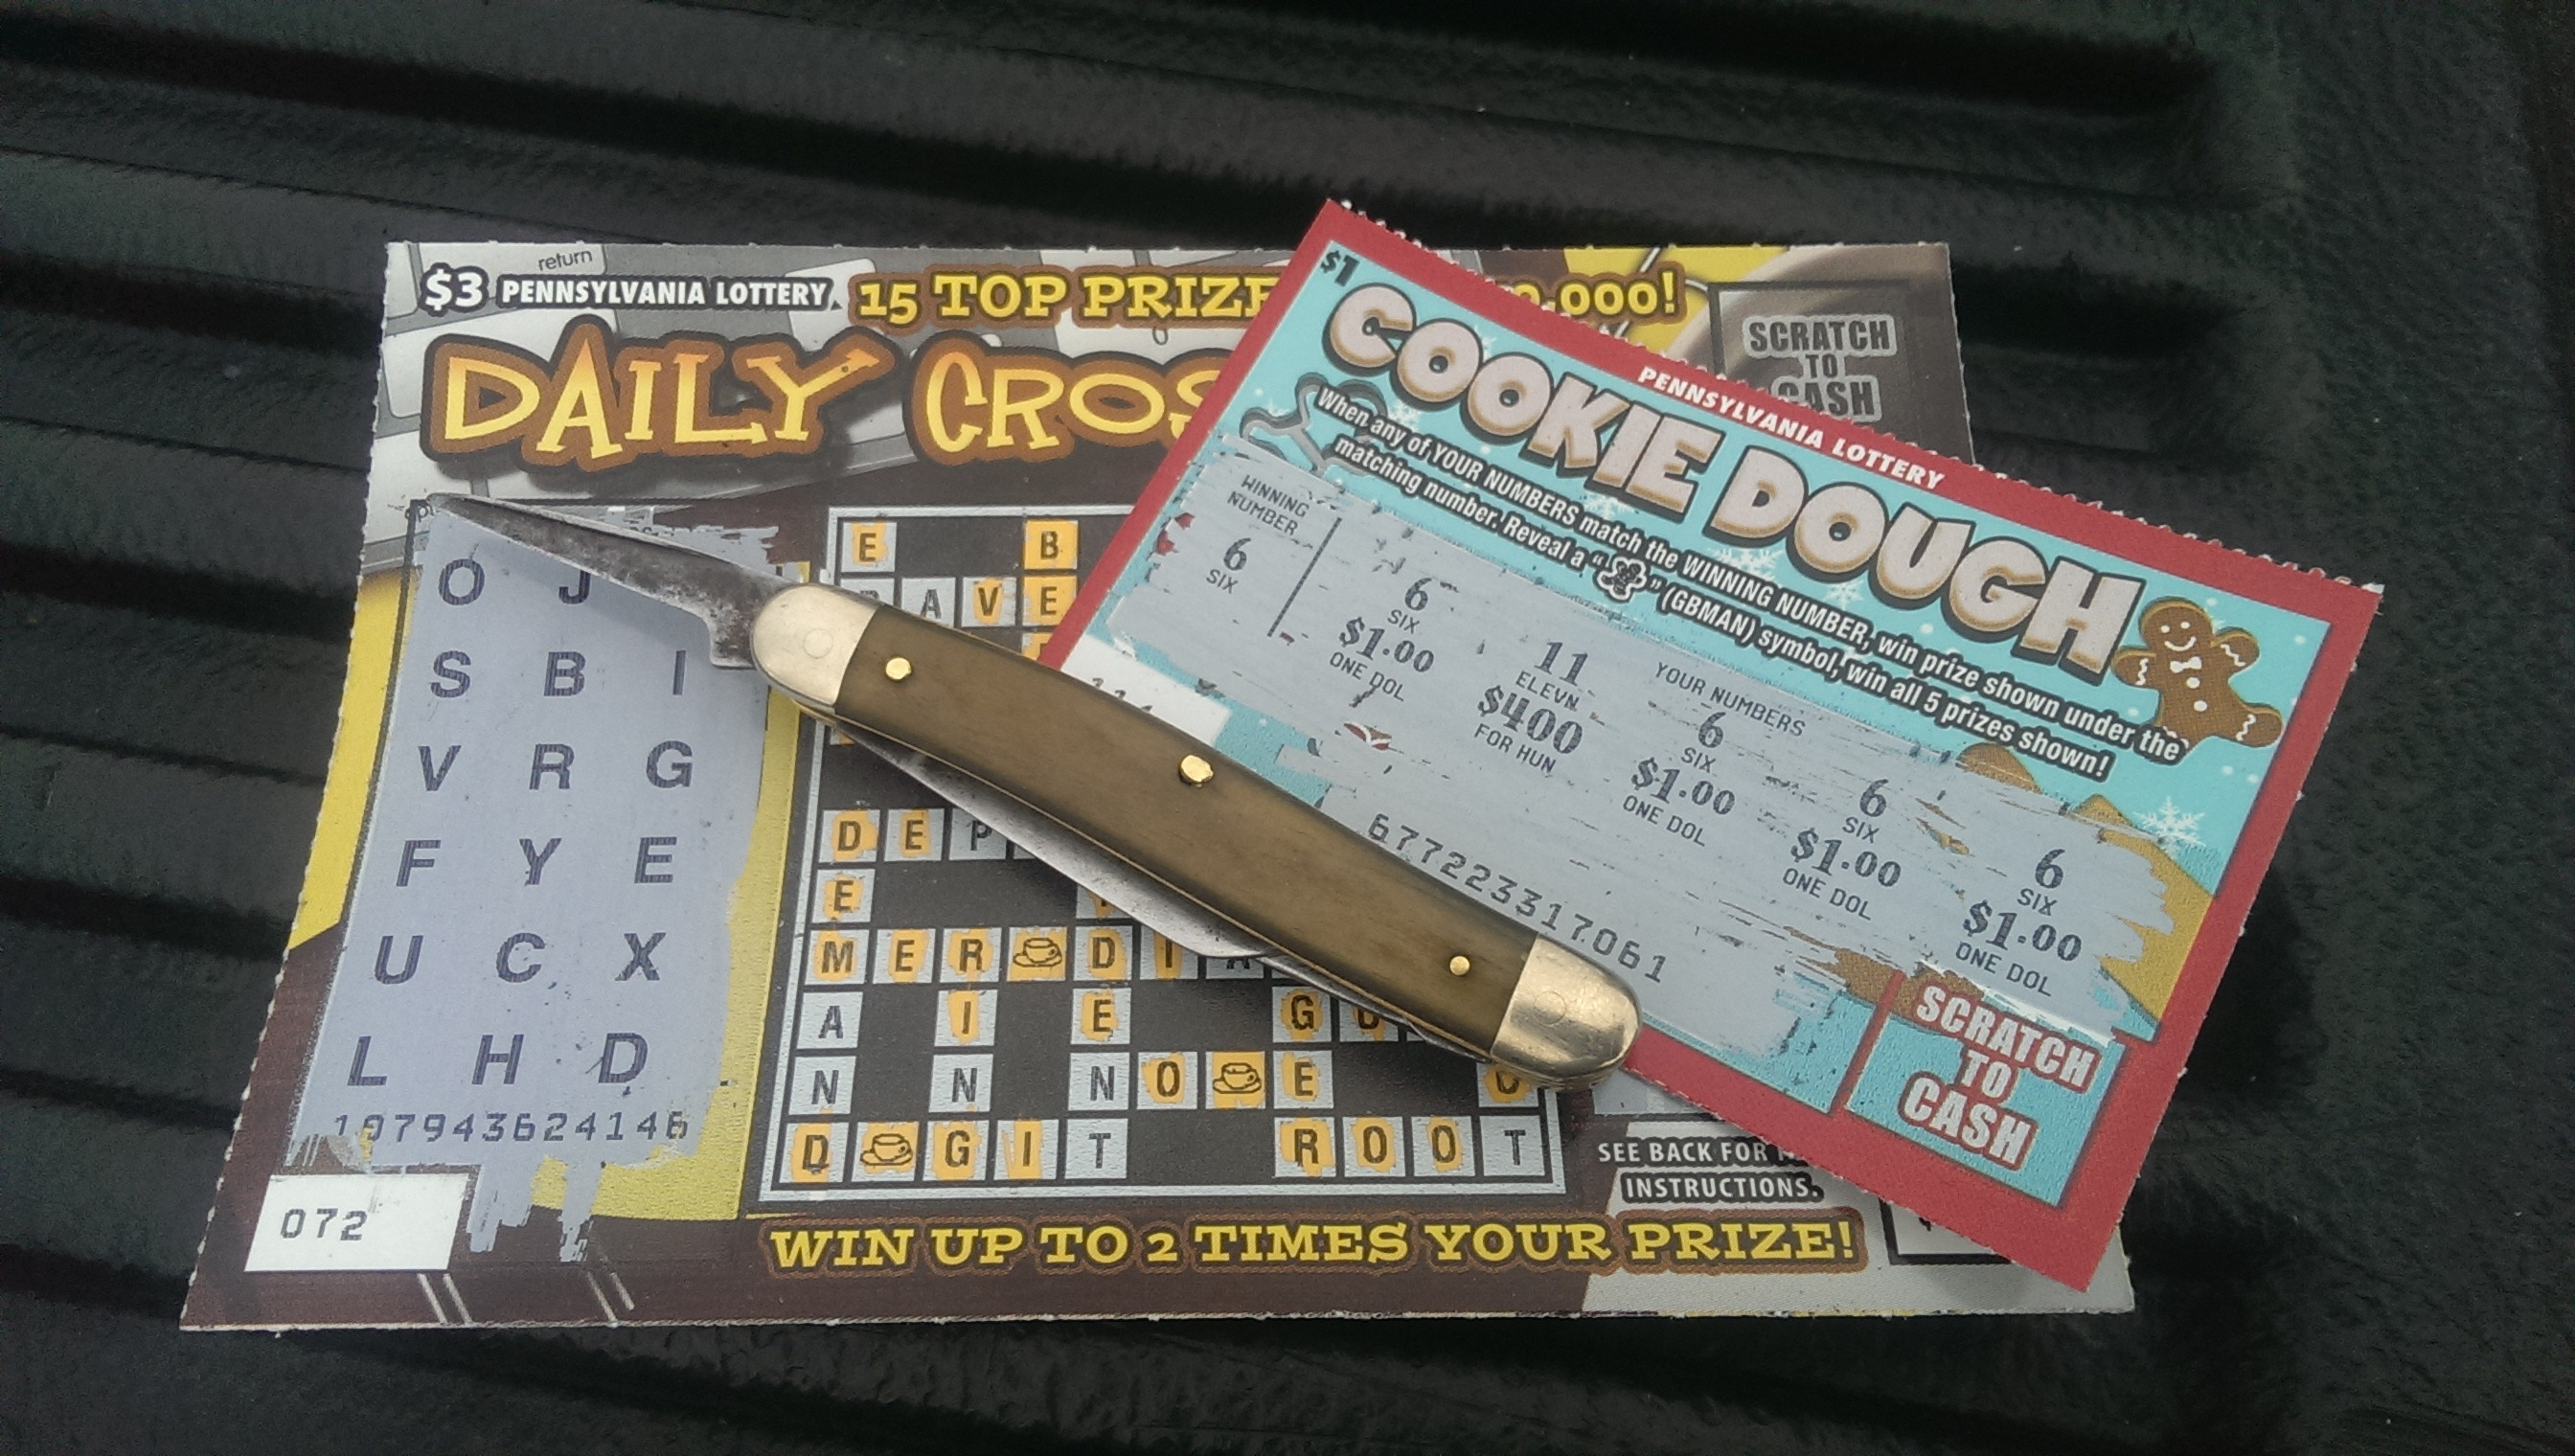 return
$3 PENNSYLVANIA LOTTERY
15 TOP PRIZE
0,000!
DAILY CROS
SCRATCH
TO
CASH
O J
S B I
V R G
F Y E
U C X
L H D
107943624146
072
E B
A V E
D E P
E
M E R D I A
A I E G
N N N O E
D G I T R O O T
SEE BACK FOR
INSTRUCTIONS.
WIN UP TO 2 TIMES YOUR PRIZE!
$1
PENNSYLVANIA LOTTERY
COOKIE DOUGH
When any of YOUR NUMBERS match the WINNING NUMBER, win prize shown under the
matching number. Reveal a " " (GBMAN) symbol, win all 5 prizes shown!
WINNING
NUMBER
6
SIX
YOUR NUMBERS
6
SIX
$1.00
ONE DOL
11
ELEVN
$400
FOR HUN
6
SIX
$1.00
ONE DOL
6
SIX
$1.00
ONE DOL
6
SIX
$1.00
ONE DOL
677223317061
SCRATCH
TO
CASH